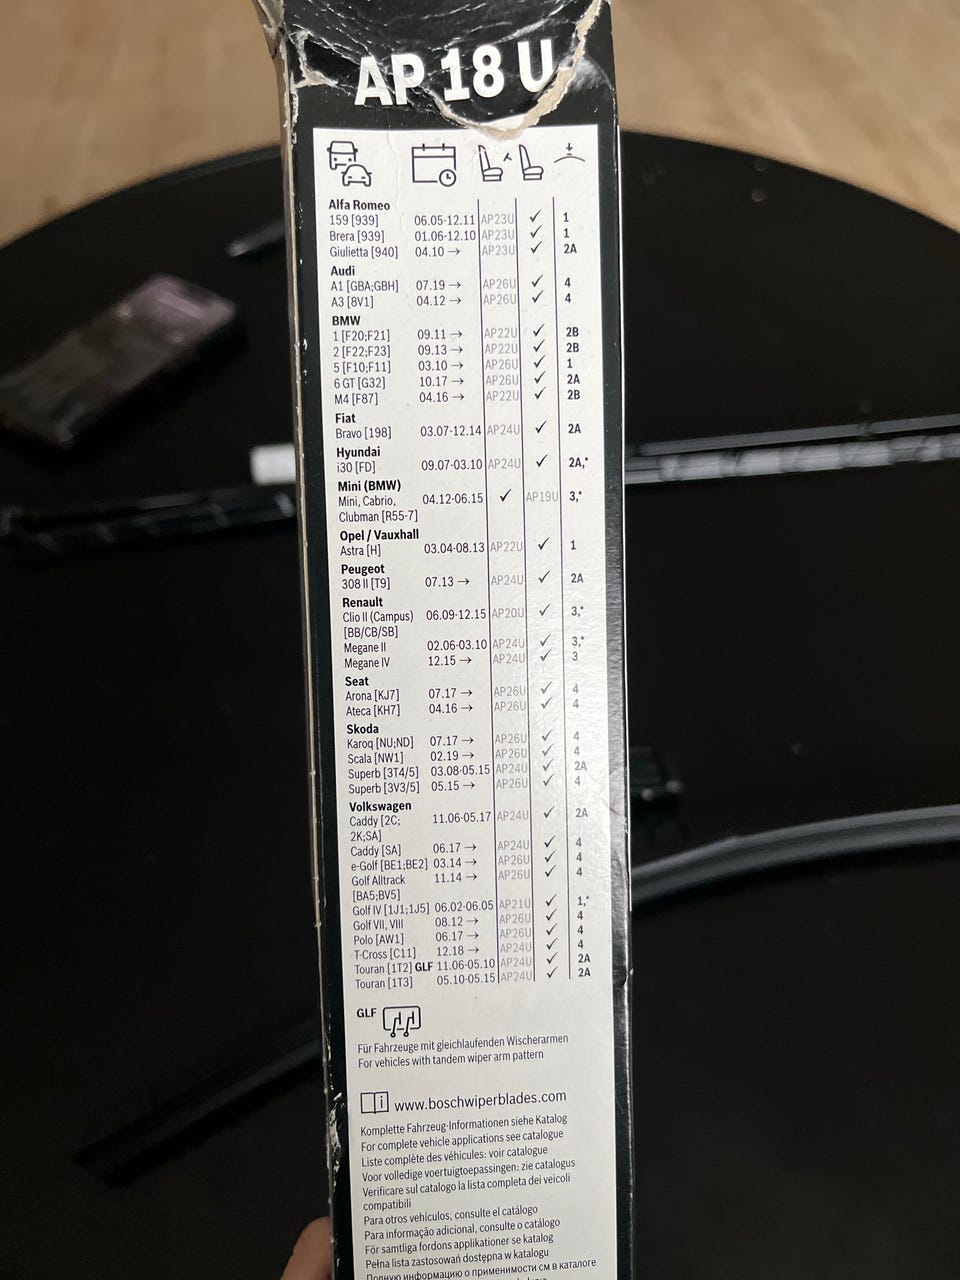 AP 18 U
Alfa Romeo
159 [939] 06.05-12.11 AP23U ✓ 1
Brera [939] 01.06-12.10 AP23U ✓ 1
Giulietta [940] 04.10 → AP23U ✓ 2A
Audi
A1 [GBA;GBH] 07.19 → AP26U ✓ 4
A3 [8V1] 04.12 → AP26U ✓ 4
BMW
1 [F20;F21] 09.11 → AP22U ✓ 2B
2 [F22;F23] 09.13 → AP22U ✓ 2B
5 [F10;F11] 03.10 → AP26U ✓ 1
6 GT [G32] 10.17 → AP26U ✓ 2A
M4 [F87] 04.16 → AP22U ✓ 2B
Fiat
Bravo [198] 03.07-12.14 AP24U ✓ 2A
Hyundai
i30 [FD] 09.07-03.10 AP24U ✓ 2A,*
Mini (BMW)
Mini, Cabrio, 04.12-06.15 ✓ AP19U 3,*
Clubman [R55-7]
Opel / Vauxhall
Astra [H] 03.04-08.13 AP22U ✓ 1
Peugeot
308 II [T9] 07.13 → AP24U ✓ 2A
Renault
Clio II (Campus) 06.09-12.15 AP20U ✓ 3,*
[BB/CB/SB]
Megane II 02.06-03.10 AP24U ✓ 3,*
Megane IV 12.15 → AP24U ✓ 3
Seat
Arona [KJ7] 07.17 → AP26U ✓ 4
Ateca [KH7] 04.16 → AP26U ✓ 4
Skoda
Karoq [NU;ND] 07.17 → AP26U ✓ 4
Scala [NW1] 02.19 → AP26U ✓ 4
Superb [3T4/5] 03.08-05.15 AP24U ✓ 2A
Superb [3V3/5] 05.15 → AP26U ✓ 4
Volkswagen
Caddy [2C; 11.06-05.17 AP24U ✓ 2A
2K;SA]
Caddy [SA] 06.17 → AP24U ✓ 4
e-Golf [BE1;BE2] 03.14 → AP26U ✓ 4
Golf Alltrack 11.14 → AP26U ✓ 4
[BA5;BV5]
Golf IV [1J1;1J5] 06.02-06.05 AP21U ✓ 1,*
Golf VII, VIII 08.12 → AP26U ✓ 4
Polo [AW1] 06.17 → AP26U ✓ 4
T-Cross [C11] 12.18 → AP24U ✓ 4
Touran [1T2] GLF 11.06-05.10 AP24U ✓ 2A
Touran [1T3] 05.10-05.15 AP24U ✓ 2A
GLF
Für Fahrzeuge mit gleichlaufenden Wischerarmen
For vehicles with tandem wiper arm pattern
i www.boschwiperblades.com
Komplette Fahrzeug-Informationen siehe Katalog
For complete vehicle applications see catalogue
Liste complète des véhicules: voir catalogue
Voor volledige voertuigtoepassingen: zie catalogus
Verificare sul catalogo la lista completa dei veicoli
compatibili
Para otros vehículos, consulte el catálogo
Para informação adicional, consulte o catálogo
För samtliga fordons applikationer se katalog
Pełna lista zastosowań dostępna w katalogu
Полную информацию о применимости см в каталоге